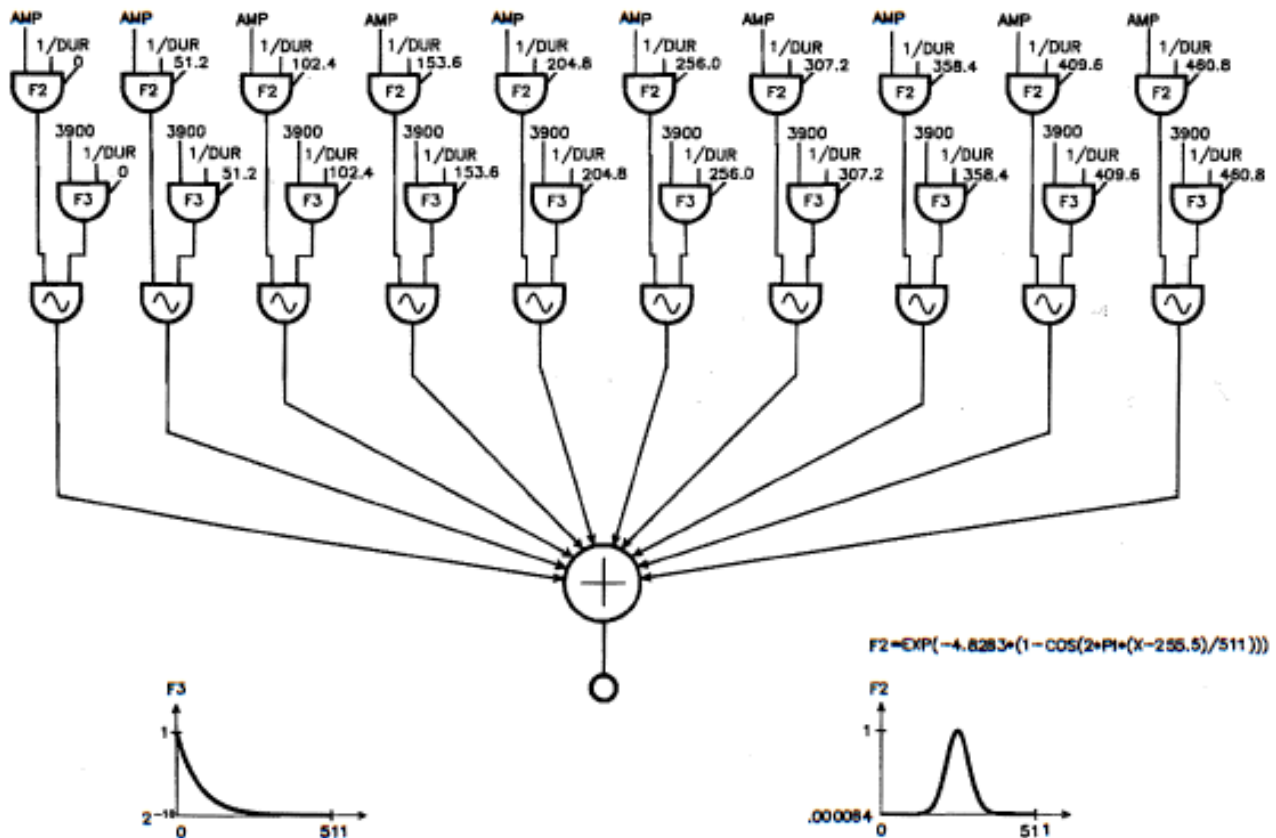 AMP AMP AMP AMP AMP AMP AMP AMP AMP AMP
1/DUR 1/DUR 1/DUR 1/DUR 1/DUR 1/DUR 1/DUR 1/DUR 1/DUR 1/DUR
0 51.2 102.4 153.6 204.8 256.0 307.2 358.4 409.6 460.8
F2 F2 F2 F2 F2 F2 F2 F2 F2 F2
3900 3900 3900 3900 3900 3900 3900 3900 3900 3900
1/DUR 1/DUR 1/DUR 1/DUR 1/DUR 1/DUR 1/DUR 1/DUR 1/DUR 1/DUR
0 51.2 102.4 153.6 204.8 256.0 307.2 358.4 409.6 460.8
F3 F3 F3 F3 F3 F3 F3 F3 F3 F3
F2=EXP(-4.8283*(1-COS(2*PI*(X-255.5)/511)))
F3
1
2⁻¹⁰
0 511
F2
1
.000064
0 511